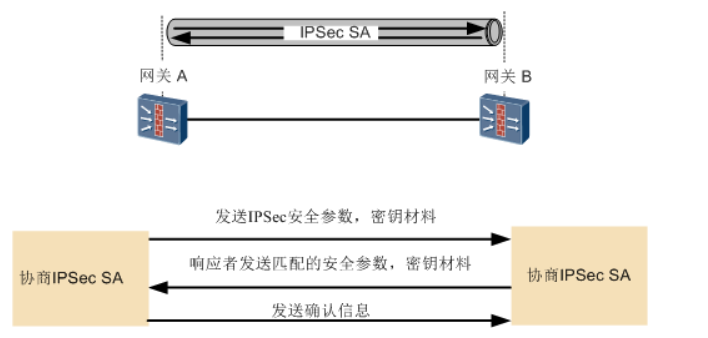 IPSec SA
网关 A
网关 B
发送IPSec安全参数，密钥材料
协商IPSec SA
响应者发送匹配的安全参数，密钥材料
协商IPSec SA
发送确认信息